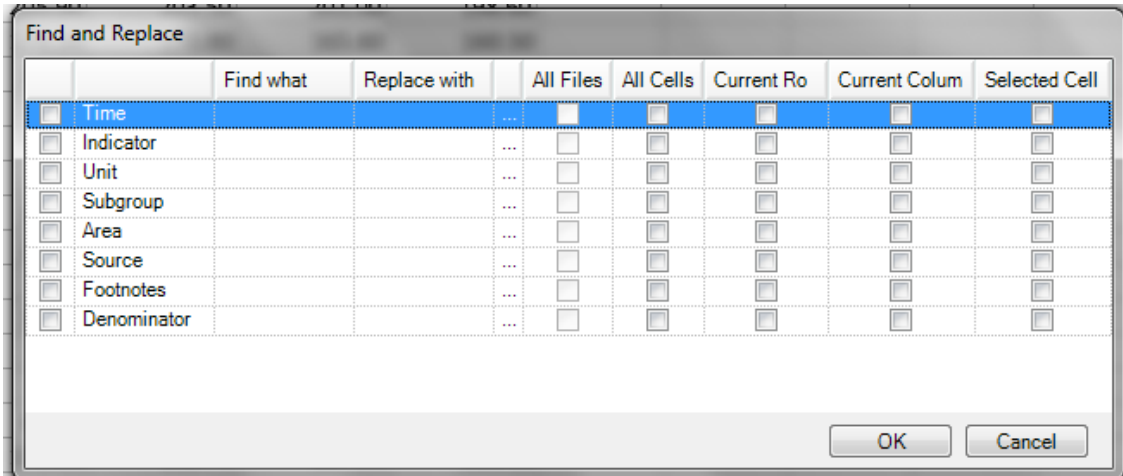 Find and Replace
Find what Replace with All Files All Cells Current Ro Current Colum Selected Cell
Time ...
Indicator ...
Unit ...
Subgroup ...
Area ...
Source ...
Footnotes ...
Denominator ...
OK Cancel